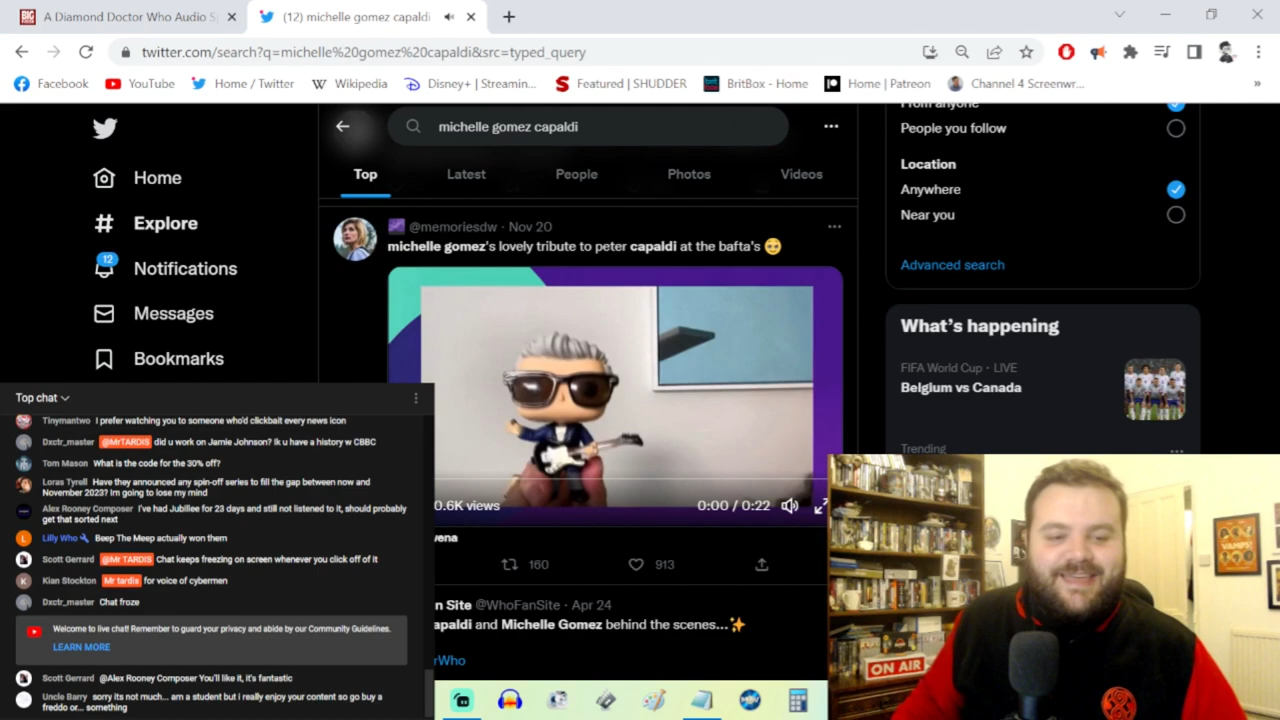 A Diamond Doctor Who Audio S
(12) michelle gomez capaldi
twitter.com/search?q=michelle%20gomez%20capaldi&src=typed_query
Facebook
YouTube
Home / Twitter
Wikipedia
Disney+ | Streamin...
Featured | SHUDDER
BritBox - Home
Home | Patreon
Channel 4 Screenwr...
»
michelle gomez capaldi
Top
Latest
People
Photos
Videos
Home
Explore
12
Notifications
Messages
Bookmarks
@memoriesdw · Nov 20
michelle gomez's lovely tribute to peter capaldi at the bafta's
0.6K views
0:00 / 0:22
vena
160
913
n Site @WhoFanSite · Apr 24
apaldi and Michelle Gomez behind the scenes...
rWho
From anyone
People you follow
Location
Anywhere
Near you
Advanced search
What's happening
FIFA World Cup · LIVE
Belgium vs Canada
Trending
Top chat
Tinymantwo I prefer watching you to someone who'd clickbait every news icon
Dxctr_master @MrTARDIS did u work on Jamie Johnson? Ik u have a history w CBBC
Tom Mason What is the code for the 30% off?
Loras Tyrell Have they announced any spin-off series to fill the gap between now and
November 2023? Im going to lose my mind
Alex Rooney Composer I've had Jubilee for 23 days and still not listened to it, should probably
get that sorted next
Lilly Who Beep The Meep actually won them
Scott Gerrard @Mr TARDIS Chat keeps freezing on screen whenever you click off of it
Kian Stockton Mr tardis for voice of cybermen
Dxctr_master Chat froze
Welcome to live chat! Remember to guard your privacy and abide by our Community Guidelines.
LEARN MORE
Scott Gerrard @Alex Rooney Composer You'll like it, it's fantastic
Uncle Barry sorry its not much... am a student but i really enjoy your content so go buy a
freddo or... something
VAMPS
ON AIR